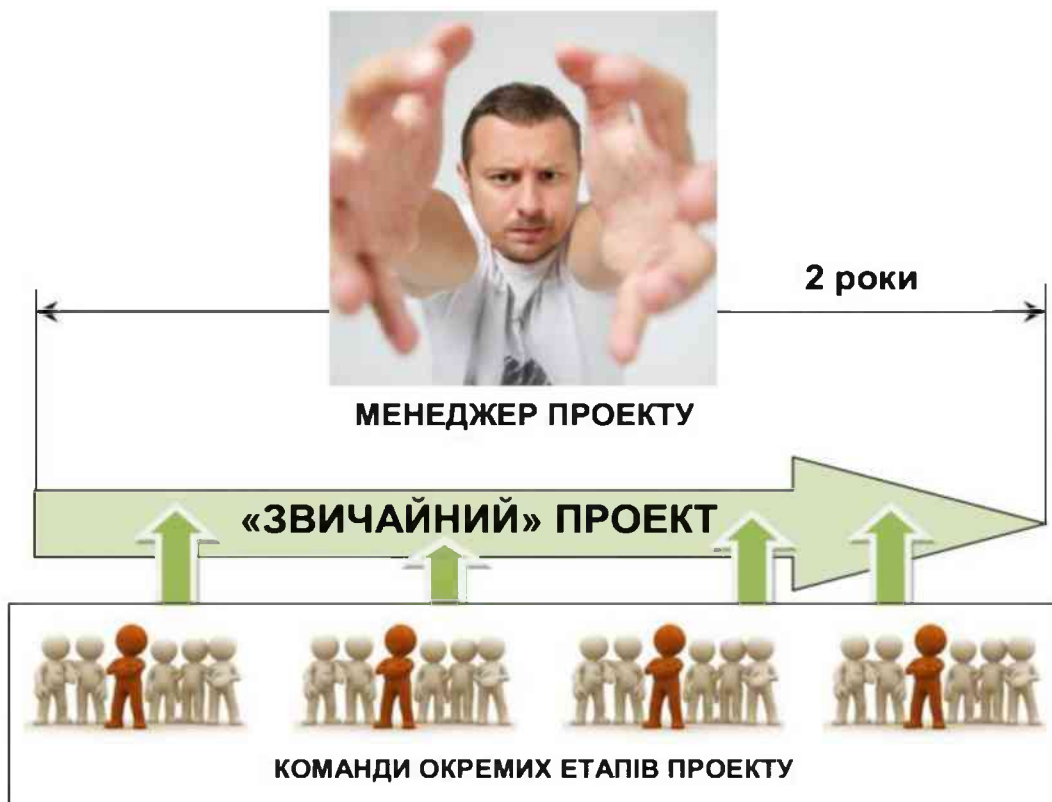 2 роки
МЕНЕДЖЕР ПРОЕКТУ
«ЗВИЧАЙНИЙ» ПРОЕКТ
КОМАНДИ ОКРЕМИХ ЕТАПІВ ПРОЕКТУ